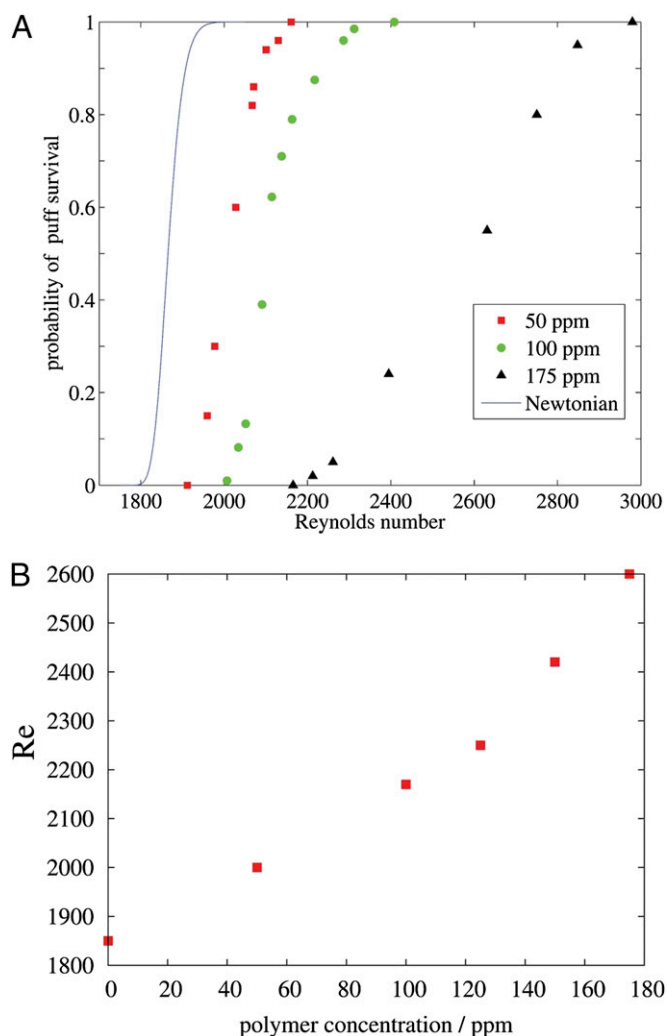 A
1
0.8
0.6
0.4
0.2
0
probability of puff survival
1800 2000 2200 2400 2600 2800 3000
Reynolds number
50 ppm
100 ppm
175 ppm
Newtonian
B
2600
2500
2400
2300
2200
2100
2000
1900
1800
Re
0 20 40 60 80 100 120 140 160 180
polymer concentration / ppm